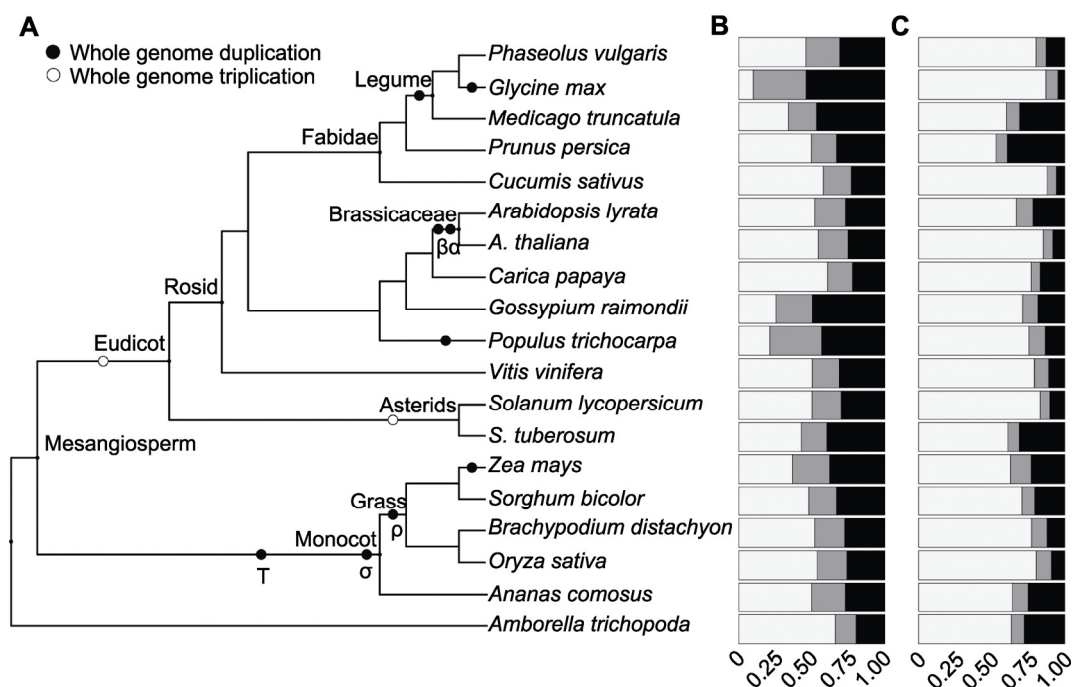 A
B
C
Whole genome duplication
Whole genome triplication
Phaseolus vulgaris
Legume
Glycine max
Medicago truncatula
Fabidae
Prunus persica
Cucumis sativus
Brassicaceae
Arabidopsis lyrata
βα
A. thaliana
Carica papaya
Rosid
Gossypium raimondii
Eudicot
Populus trichocarpa
Vitis vinifera
Asterids
Solanum lycopersicum
Mesangiosperm
S. tuberosum
Zea mays
Grass
Sorghum bicolor
ρ
Brachypodium distachyon
Monocot
Oryza sativa
T
σ
Ananas comosus
Amborella trichopoda
0 0.25 0.50 0.75 1.00
0 0.25 0.50 0.75 1.00